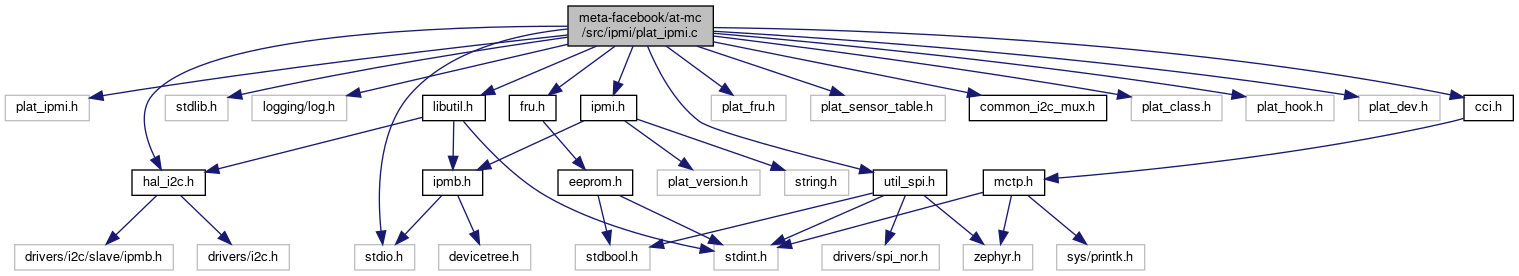 meta-facebook/at-mc
/src/ipmi/plat_ipmi.c
plat_ipmi.h
stdlib.h
logging/log.h
libutil.h
fru.h
ipmi.h
plat_fru.h
plat_sensor_table.h
common_i2c_mux.h
plat_class.h
plat_hook.h
plat_dev.h
cci.h
hal_i2c.h
ipmb.h
eeprom.h
plat_version.h
string.h
util_spi.h
mctp.h
drivers/i2c/slave/ipmb.h
drivers/i2c.h
stdio.h
devicetree.h
stdbool.h
stdint.h
drivers/spi_nor.h
zephyr.h
sys/printk.h